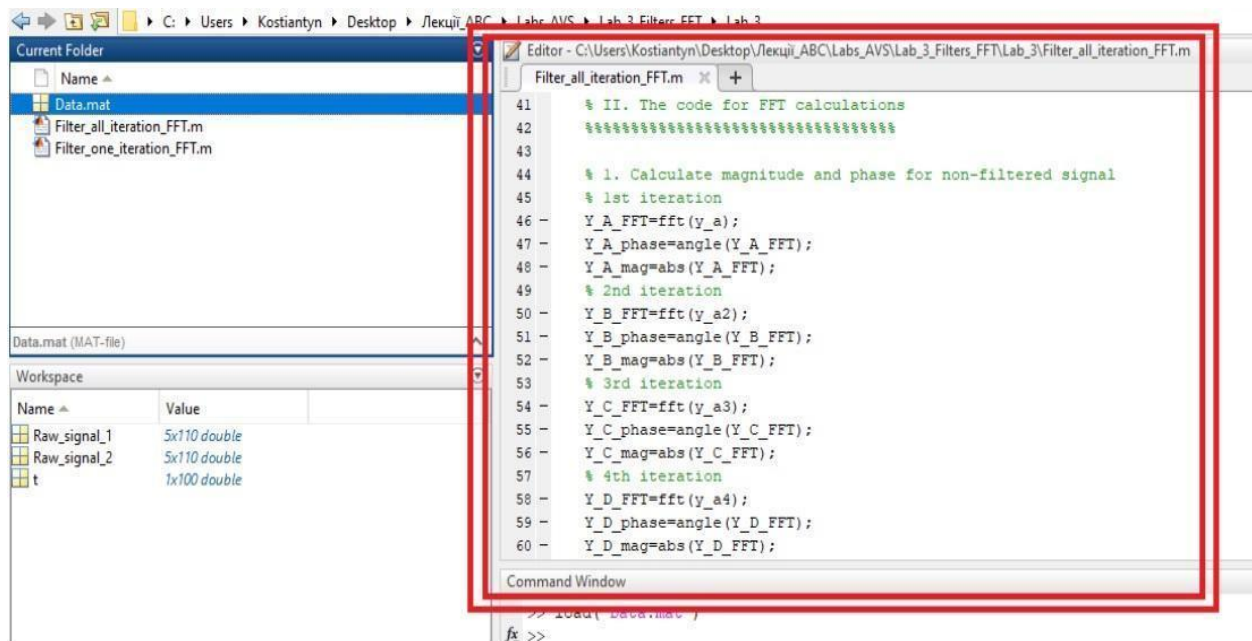 C: Users Kostiantyn Desktop Лекції_АВС Labs_AVS Lab_3_Filters_FFT Lab_3
Current Folder
Name
Data.mat
Filter_all_iteration_FFT.m
Filter_one_iteration_FFT.m
Data.mat (MAT-file)
Workspace
Name Value
Raw_signal_1 5x110 double
Raw_signal_2 5x110 double
t 1x100 double
Editor - C:\Users\Kostiantyn\Desktop\Лекції_АВС\Labs_AVS\Lab_3_Filters_FFT\Lab_3\Filter_all_iteration_FFT.m
Filter_all_iteration_FFT.m
41 % II. The code for FFT calculations
42 %%%%%%%%%%%%%%%%%%%%%%%%%%%%%%%%%%
43
44 % 1. Calculate magnitude and phase for non-filtered signal
45 % 1st iteration
46 - Y_A_FFT=fft(y_a);
47 - Y_A_phase=angle(Y_A_FFT);
48 - Y_A_mag=abs(Y_A_FFT);
49 % 2nd iteration
50 - Y_B_FFT=fft(y_a2);
51 - Y_B_phase=angle(Y_B_FFT);
52 - Y_B_mag=abs(Y_B_FFT);
53 % 3rd iteration
54 - Y_C_FFT=fft(y_a3);
55 - Y_C_phase=angle(Y_C_FFT);
56 - Y_C_mag=abs(Y_C_FFT);
57 % 4th iteration
58 - Y_D_FFT=fft(y_a4);
59 - Y_D_phase=angle(Y_D_FFT);
60 - Y_D_mag=abs(Y_D_FFT);
Command Window
>> load('Data.mat')
fx >>